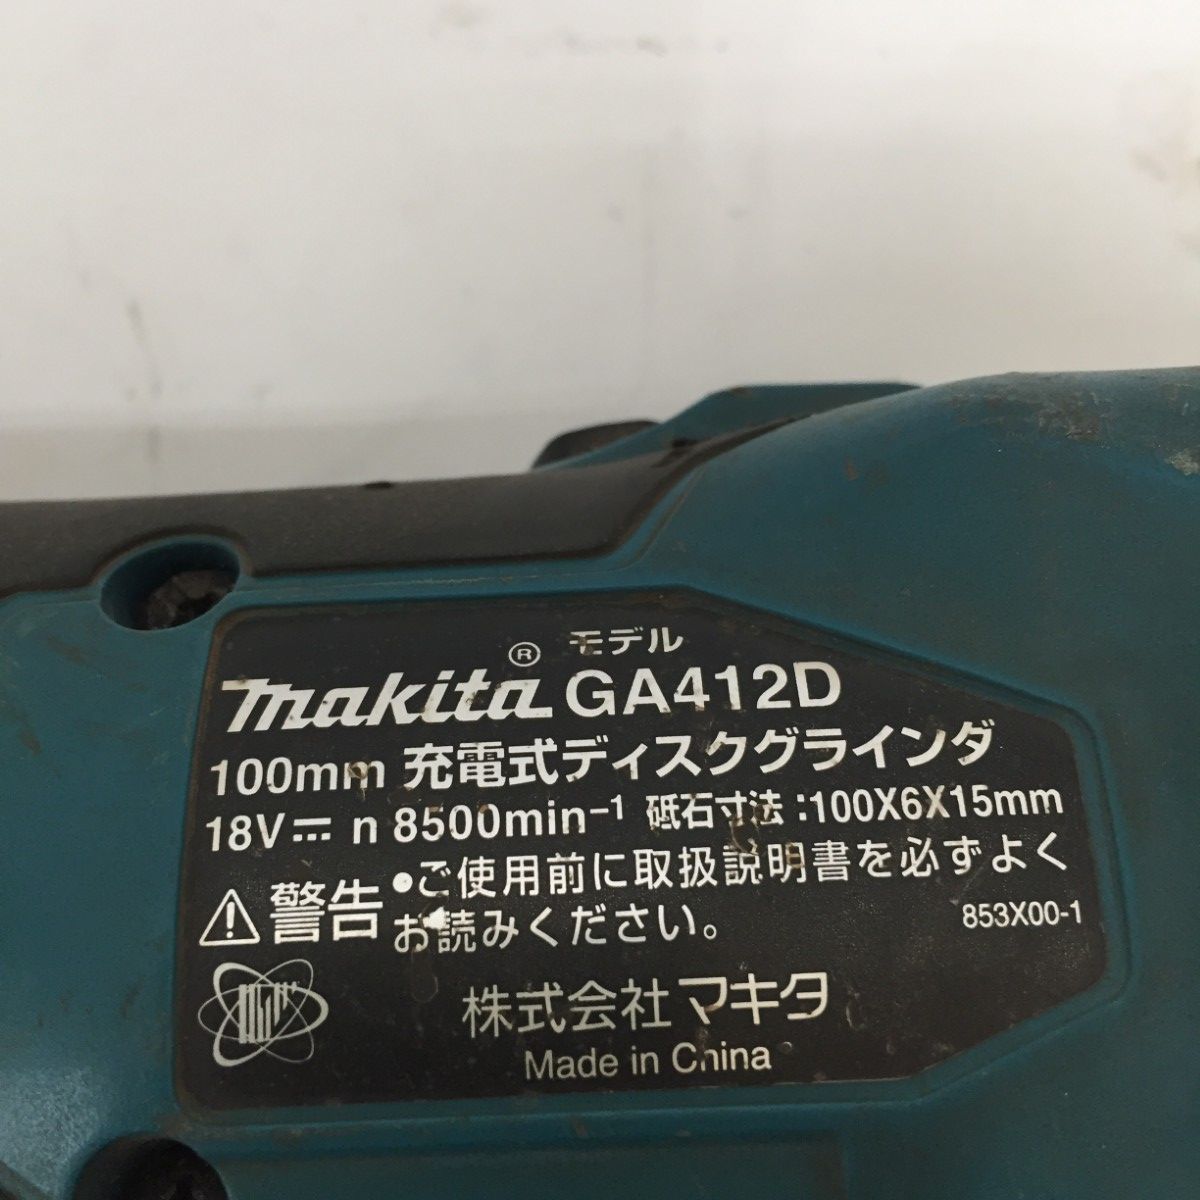 モデル
makita® GA412D
100mm 充電式ディスクグラインダ
18V⎓ n 8500min⁻¹ 砥石寸法:100X6X15mm
警告 ●ご使用前に取扱説明書を必ずよく
お読みください。
853X00-1
株式会社マキタ
Made in China